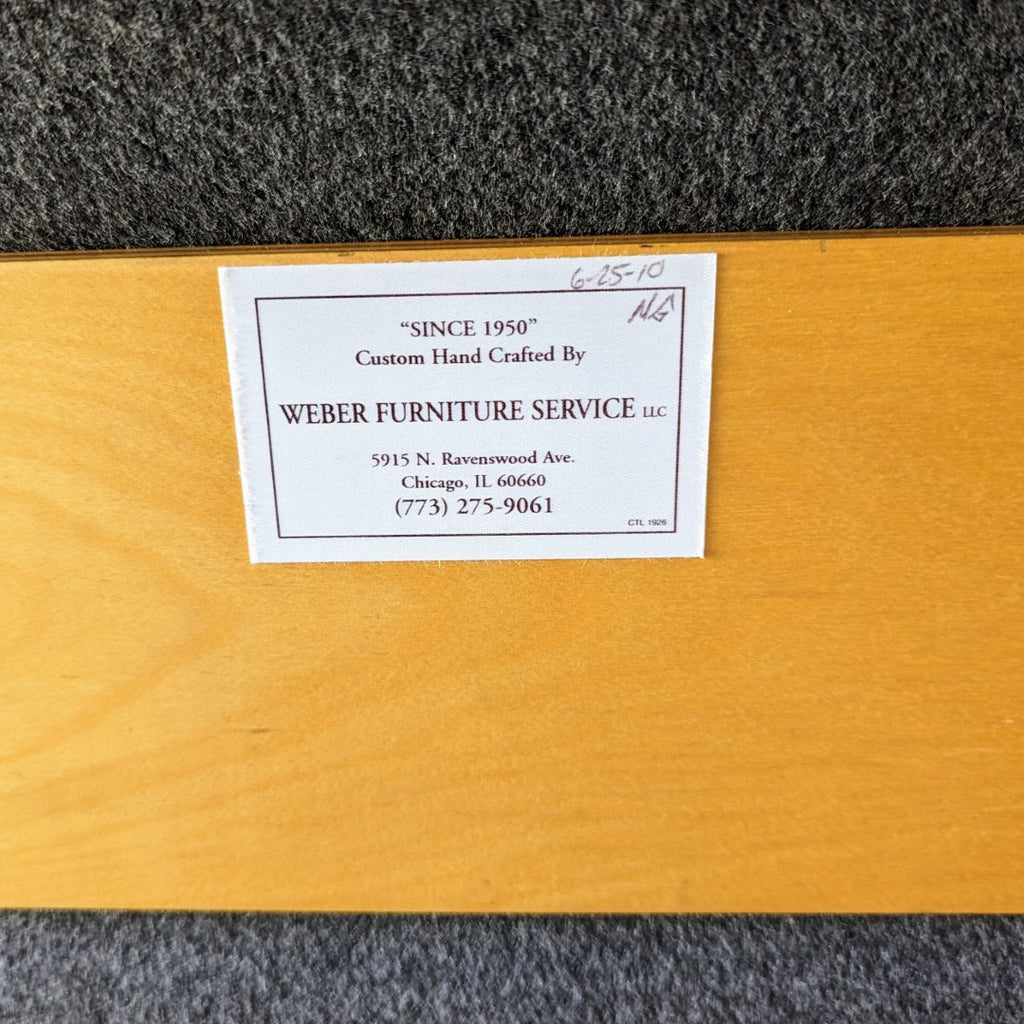 6-25-10
NG
“SINCE 1950”
Custom Hand Crafted By
WEBER FURNITURE SERVICE LLC
5915 N. Ravenswood Ave.
Chicago, IL 60660
(773) 275-9061
CTL 1926